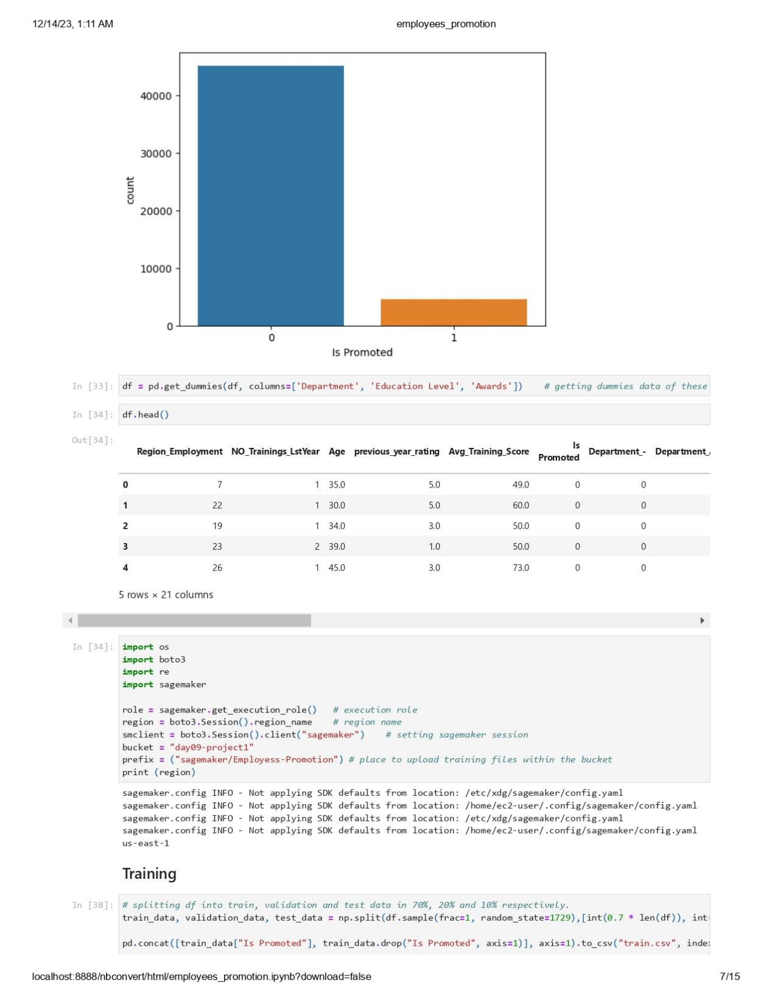 12/14/23, 1:11 AM employees_promotion
40000
30000
20000
10000
0
count
0 1
Is Promoted
In [33]: df = pd.get_dummies(df, columns=['Department', 'Education Level', 'Awards']) # getting dummies data of these
In [34]: df.head()
Out[34]:
Region_Employment NO_Trainings_LstYear Age previous_year_rating Avg_Training_Score Is Promoted Department_- Department_
0 7 1 35.0 5.0 49.0 0 0
1 22 1 30.0 5.0 60.0 0 0
2 19 1 34.0 3.0 50.0 0 0
3 23 2 39.0 1.0 50.0 0 0
4 26 1 45.0 3.0 73.0 0 0
5 rows × 21 columns
In [34]: import os
import boto3
import re
import sagemaker
role = sagemaker.get_execution_role() # execution role
region = boto3.Session().region_name # region name
smclient = boto3.Session().client("sagemaker") # setting sagemaker session
bucket = "day09-project1"
prefix = ("sagemaker/Employess-Promotion") # place to upload training files within the bucket
print (region)
sagemaker.config INFO - Not applying SDK defaults from location: /etc/xdg/sagemaker/config.yaml
sagemaker.config INFO - Not applying SDK defaults from location: /home/ec2-user/.config/sagemaker/config.yaml
sagemaker.config INFO - Not applying SDK defaults from location: /etc/xdg/sagemaker/config.yaml
sagemaker.config INFO - Not applying SDK defaults from location: /home/ec2-user/.config/sagemaker/config.yaml
us-east-1
Training
In [38]: # splitting df into train, validation and test data in 70%, 20% and 10% respectively.
train_data, validation_data, test_data = np.split(df.sample(frac=1, random_state=1729),[int(0.7 * len(df)), int
pd.concat([train_data["Is Promoted"], train_data.drop("Is Promoted", axis=1)], axis=1).to_csv("train.csv", inde
localhost:8888/nbconvert/html/employees_promotion.ipynb?download=false 7/15